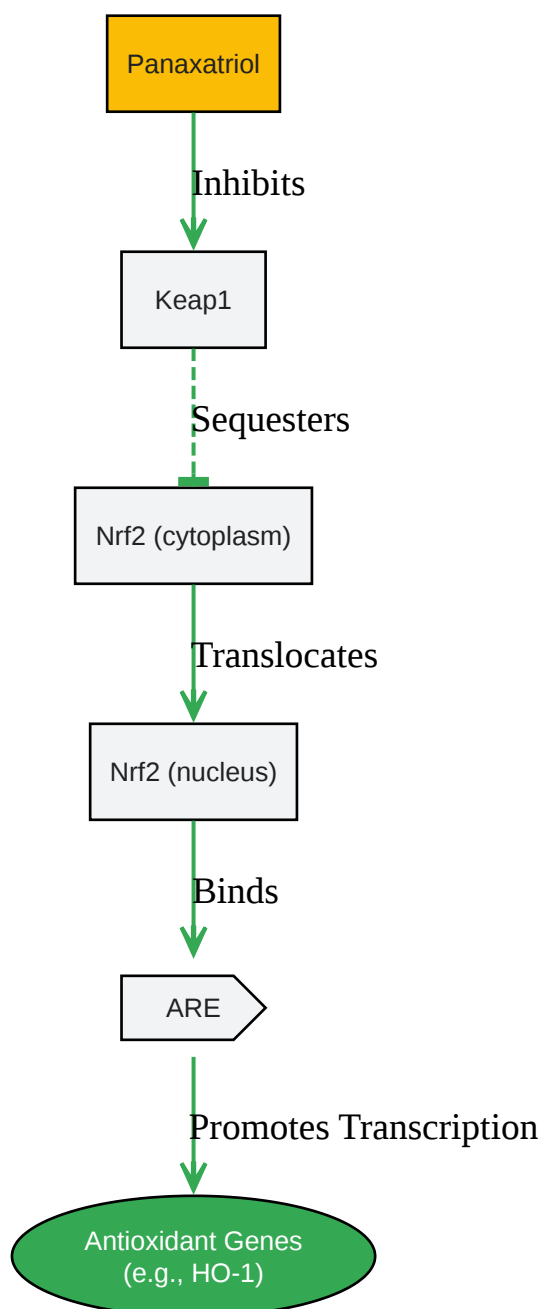 Panaxatriol
Inhibits
Keap1
Sequesters
Nrf2 (cytoplasm)
Translocates
Nrf2 (nucleus)
Binds
ARE
Promotes Transcription
Antioxidant Genes
(e.g., HO-1)